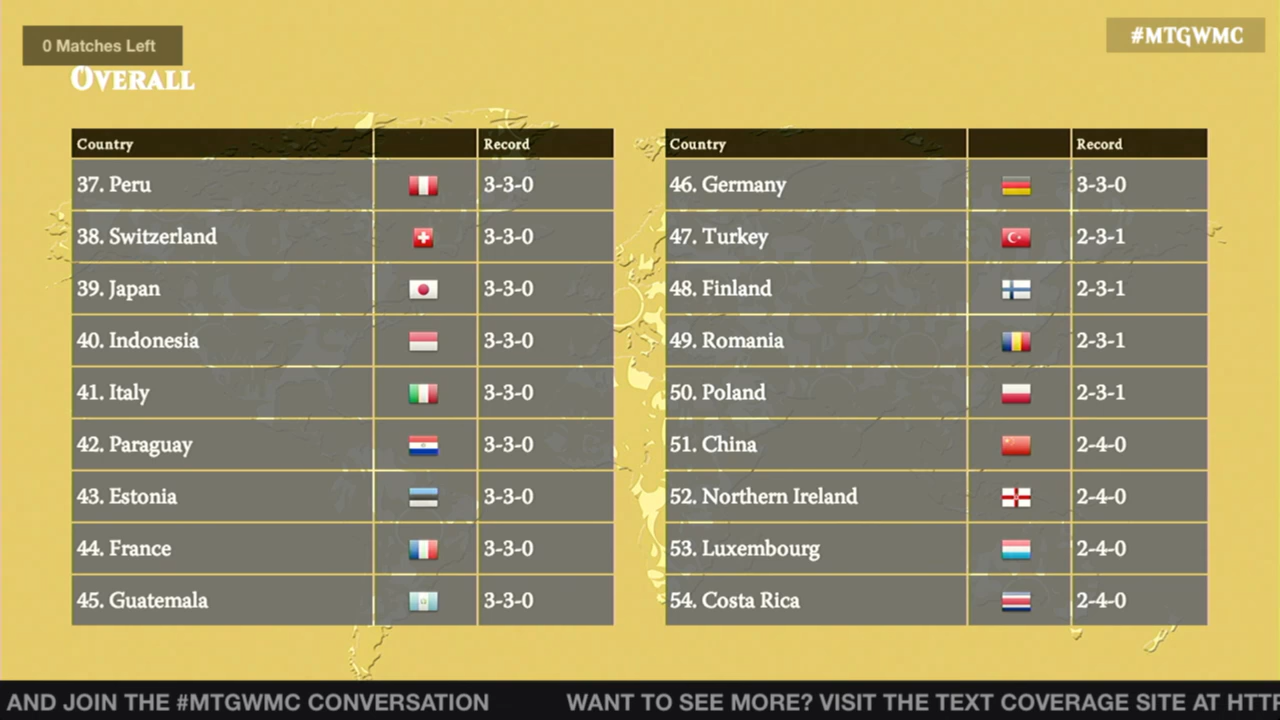 0 Matches Left
#MTGWMC
OVERALL
Country Record
37. Peru 3-3-0
38. Switzerland 3-3-0
39. Japan 3-3-0
40. Indonesia 3-3-0
41. Italy 3-3-0
42. Paraguay 3-3-0
43. Estonia 3-3-0
44. France 3-3-0
45. Guatemala 3-3-0
Country Record
46. Germany 3-3-0
47. Turkey 2-3-1
48. Finland 2-3-1
49. Romania 2-3-1
50. Poland 2-3-1
51. China 2-4-0
52. Northern Ireland 2-4-0
53. Luxembourg 2-4-0
54. Costa Rica 2-4-0
AND JOIN THE #MTGWMC CONVERSATION WANT TO SEE MORE? VISIT THE TEXT COVERAGE SITE AT